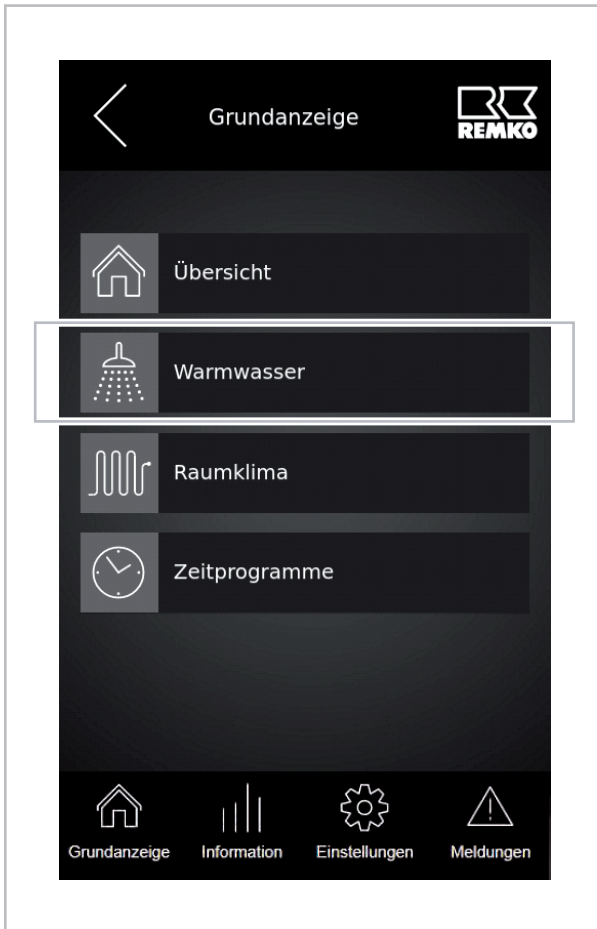 Grundanzeige
REMKO
Übersicht
Warmwasser
Raumklima
Zeitprogramme
Grundanzeige Information Einstellungen Meldungen